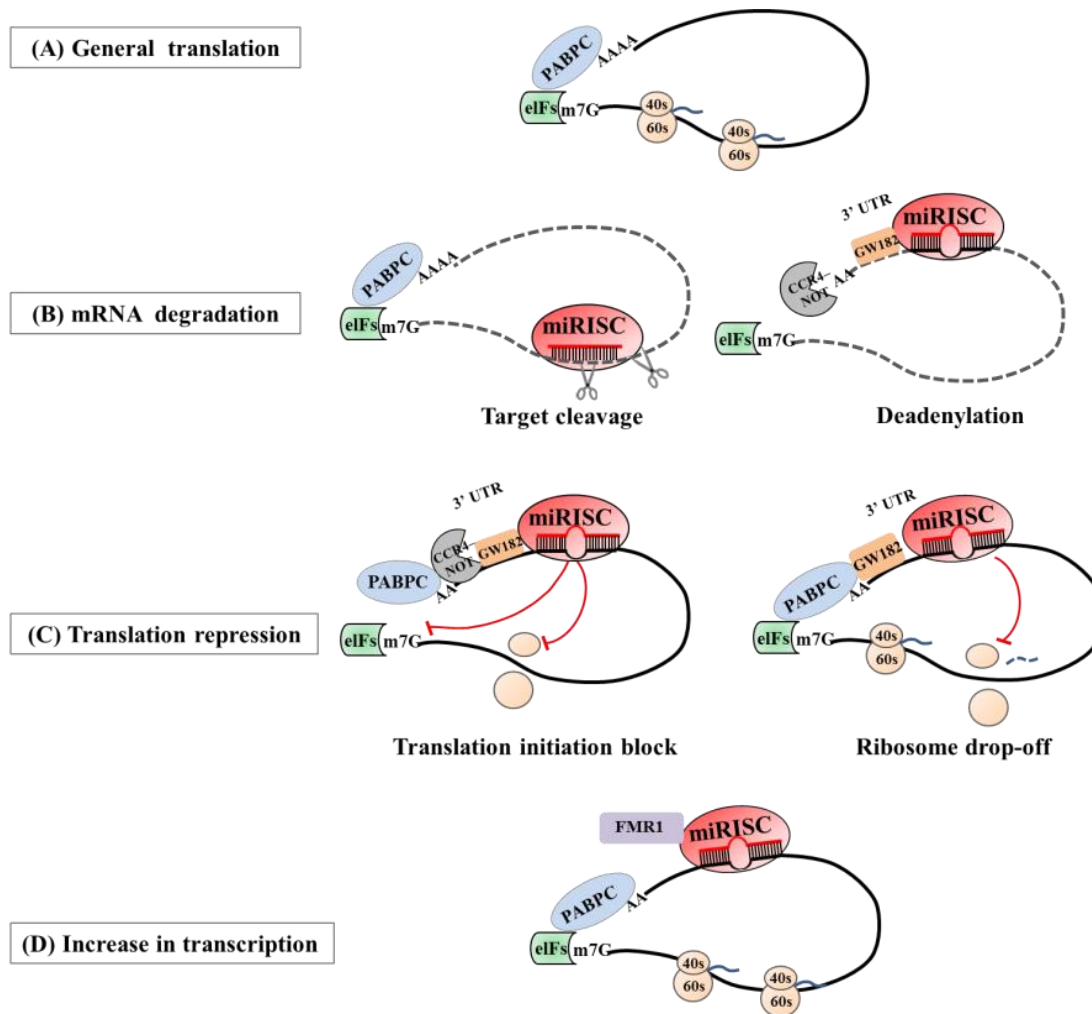 (A) General translation
PABPC
AAAA
eIFs
m7G
40s
60s
40s
60s
(B) mRNA degradation
PABPC
AAAA
eIFs
m7G
miRISC
Target cleavage
3’ UTR
miRISC
GW182
CCR4–
NOT
AA
eIFs
m7G
Deadenylation
(C) Translation repression
3’ UTR
miRISC
GW182
CCR4–
NOT
PABPC
AA
eIFs
m7G
Translation initiation block
3’ UTR
miRISC
GW182
PABPC
AA
eIFs
m7G
40s
60s
Ribosome drop-off
(D) Increase in transcription
FMR1
miRISC
PABPC
AA
eIFs
m7G
40s
60s
40s
60s